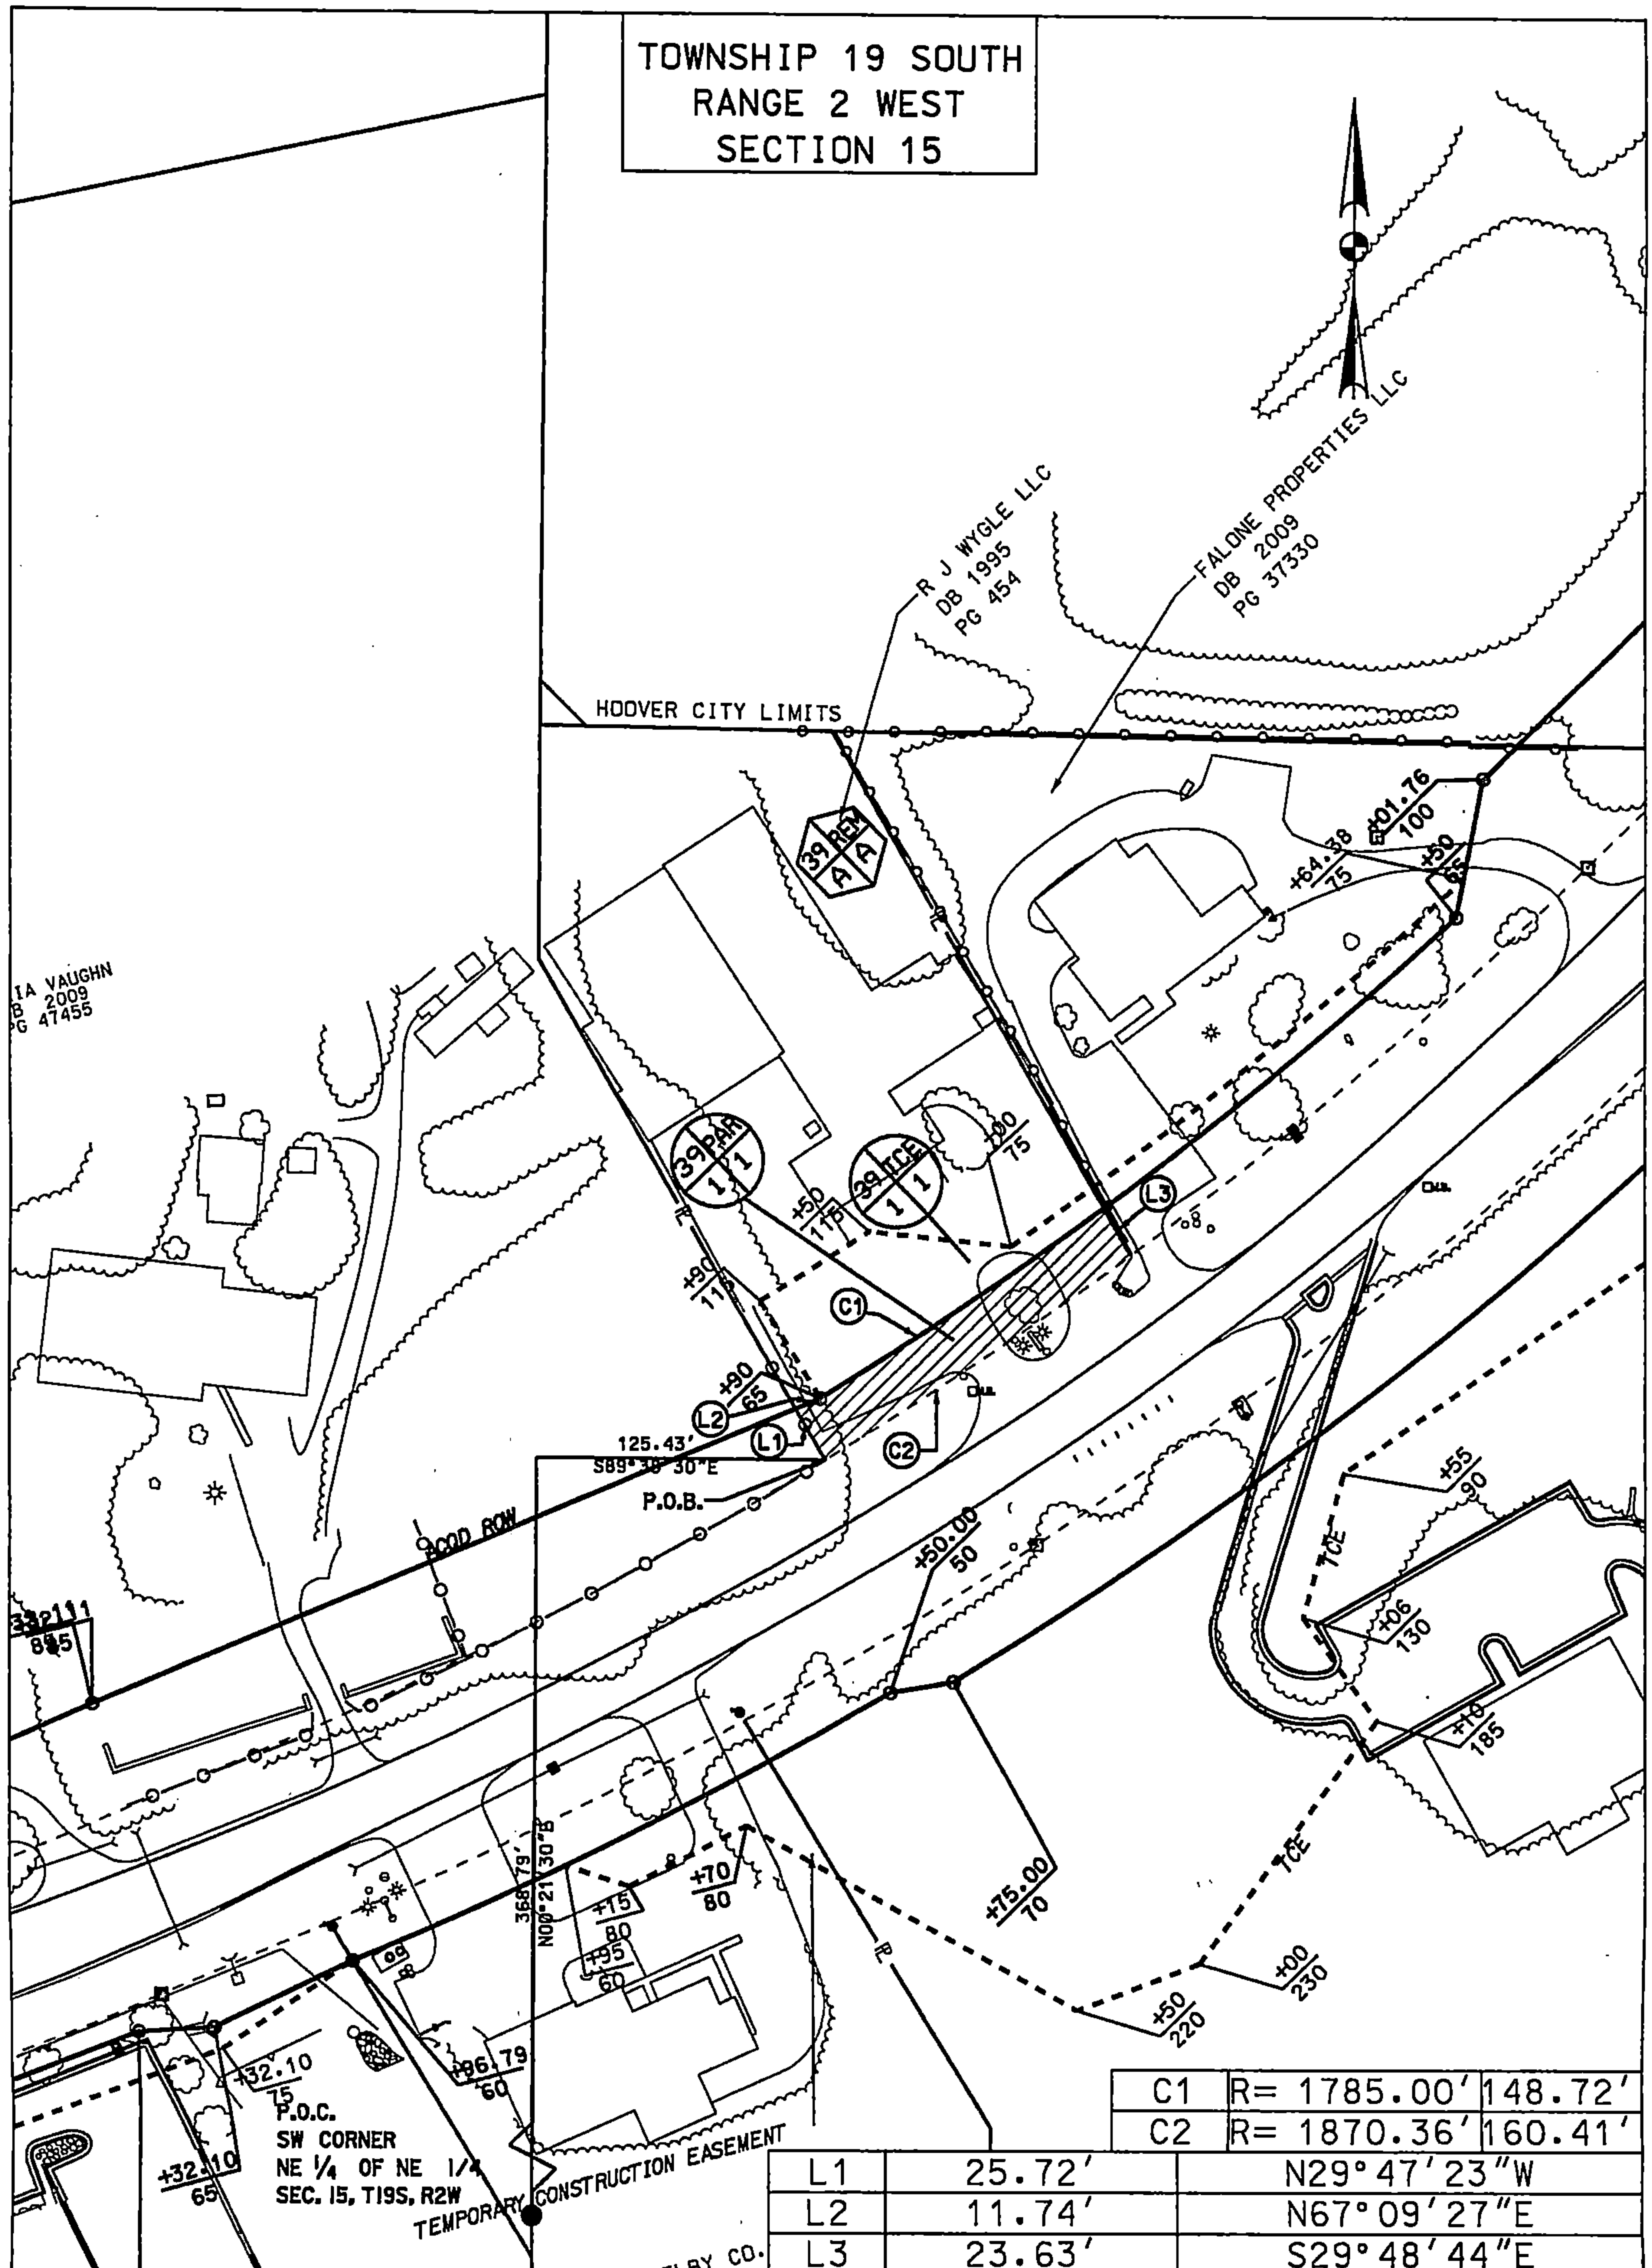 TOWNSHIP 19 SOUTH
RANGE 2 WEST
SECTION 15
R J WYGLE LLC
DB 1995
PG 454
FALONE PROPERTIES LLC
DB 2009
PG 37330
HOOVER CITY LIMITS
+01.76
100
+64.38
75
+50
65
39 REM
A A
IA VAUGHN
B 2009
PG 47455
39 PAR
1 1
39 TCE
1 1
+00
75
+50
115
L3
+90
C1
+90
65
L2
L1
C2
125.43'
P.O.B.
ACQD ROW
+55
90
+50.00
50
TCE
+06
130
+10
185
368.79'
N00°21'30"E
+15
80
+95
60
+70
80
+75.00
70
TCE
+00
230
+50
220
+32.10
75
+96.79
60
P.O.C.
SW CORNER
NE 1/4 OF NE 1/4
SEC. 15, T19S, R2W
+32.10
65
TEMPORARY CONSTRUCTION EASEMENT
C1 R= 1785.00' 148.72'
C2 R= 1870.36' 160.41'
L1 25.72' N29°47'23"W
L2 11.74' N67°09'27"E
L3 23.63' S29°48'44"E